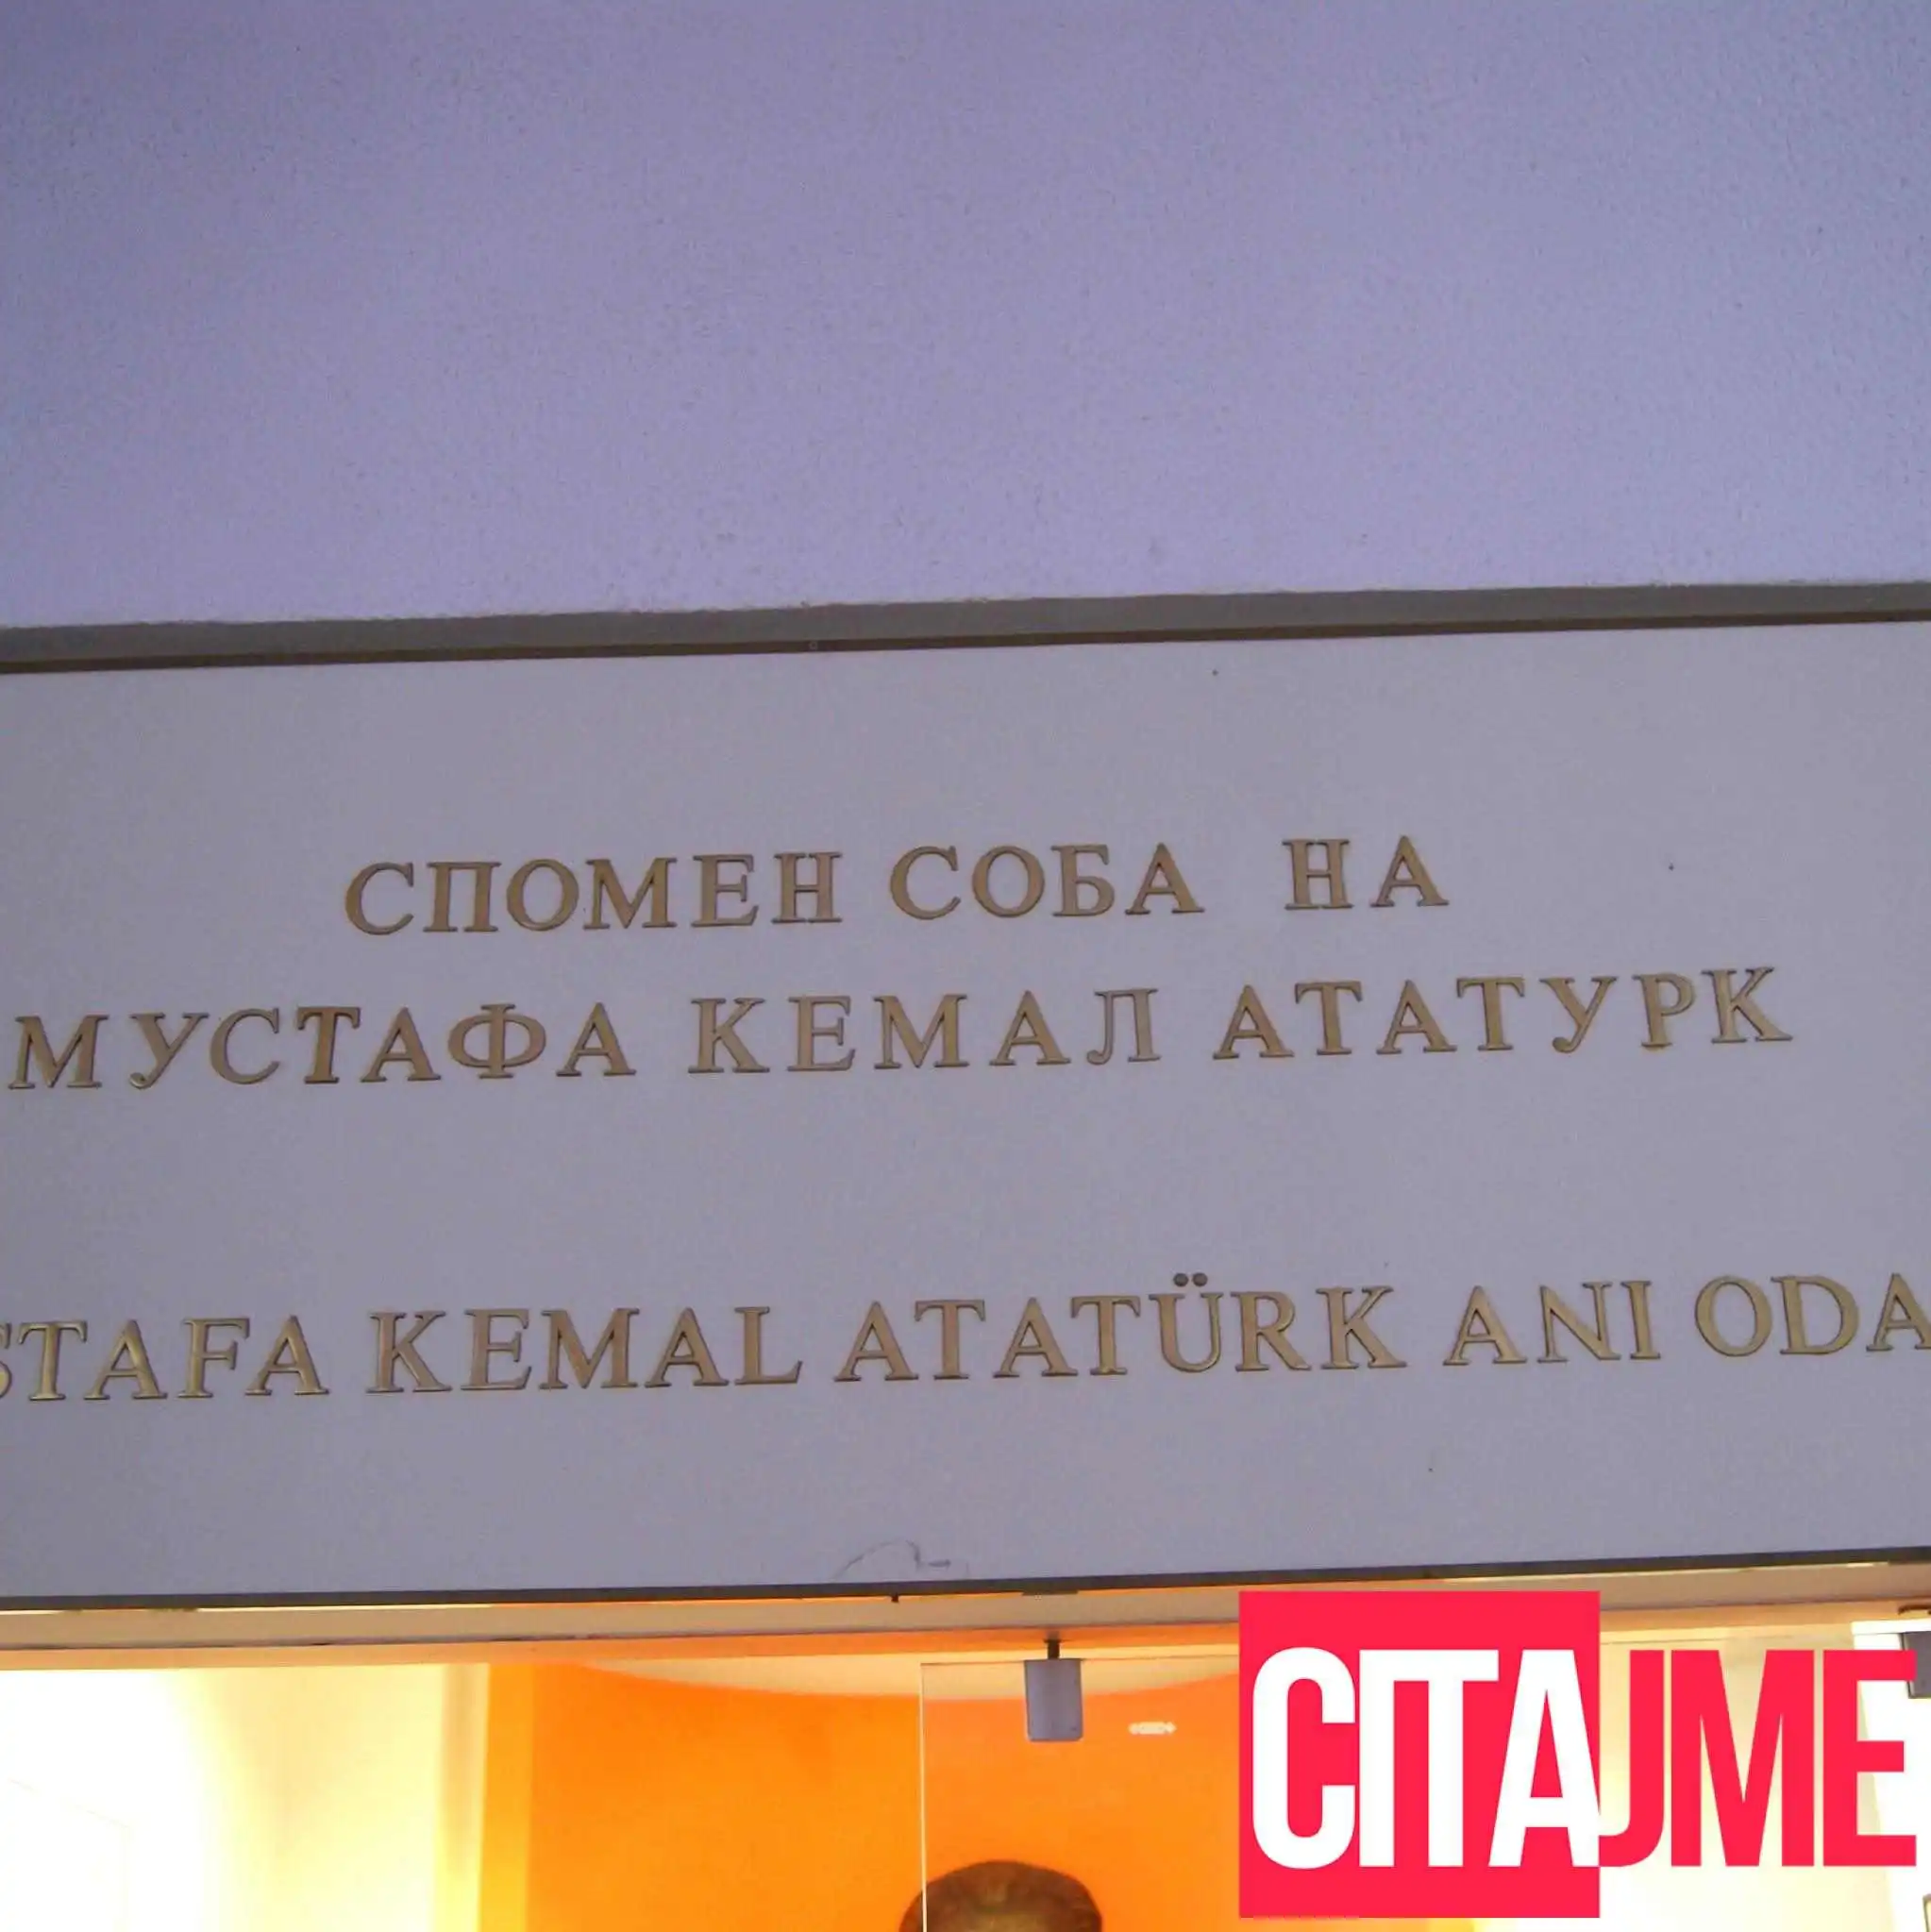 СПОМЕН СОБА НА
МУСТАФА КЕМАЛ АТАТУРК
STAFA KEMAL ATATÜRK ANI ODA
CITAJME